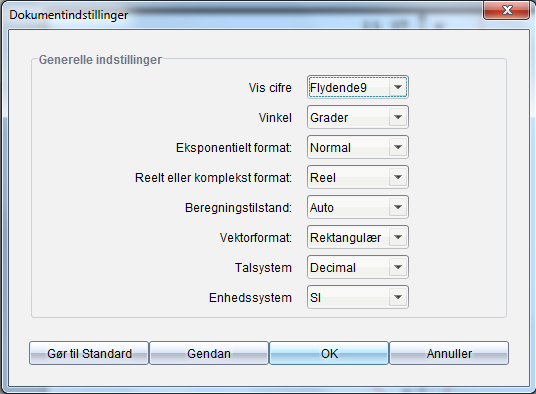 Dokumentindstillinger
Generelle indstillinger
Vis cifre Flydende9
Vinkel Grader
Eksponentielt format: Normal
Reelt eller komplekst format: Reel
Beregningstilstand: Auto
Vektorformat: Rektangulær
Talsystem Decimal
Enhedssystem SI
Gør til Standard Gendan OK Annuller